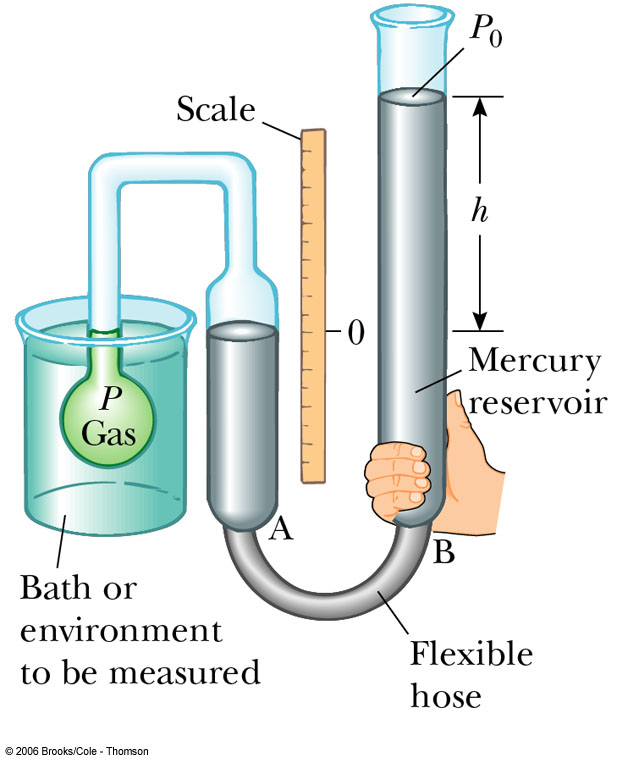 P₀
Scale
h
0
Mercury
reservoir
P
Gas
A
B
Bath or
environment
to be measured
Flexible
hose
© 2006 Brooks/Cole - Thomson